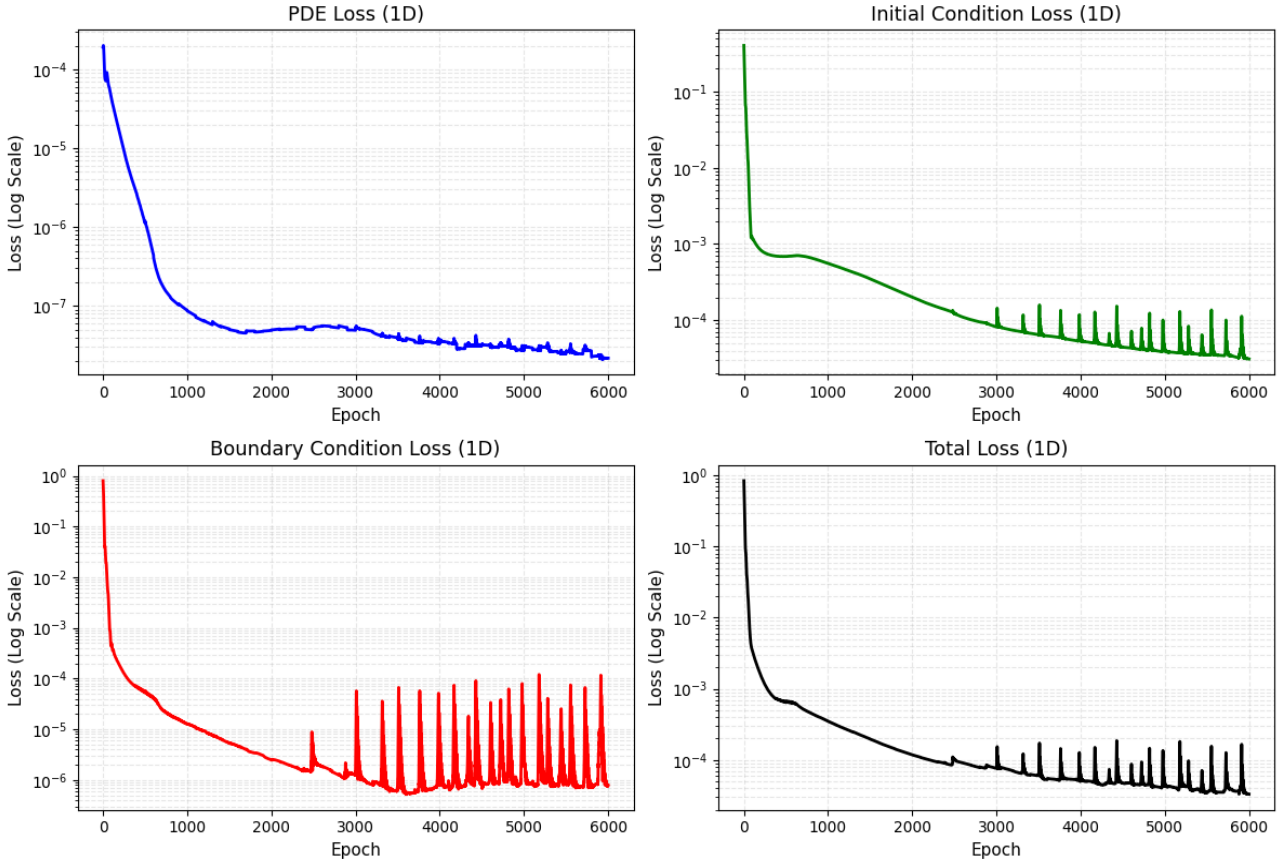 PDE Loss (1D)
Loss (Log Scale)
10⁻⁴
10⁻⁵
10⁻⁶
10⁻⁷
0 1000 2000 3000 4000 5000 6000
Epoch
Initial Condition Loss (1D)
Loss (Log Scale)
10⁻¹
10⁻²
10⁻³
10⁻⁴
0 1000 2000 3000 4000 5000 6000
Epoch
Boundary Condition Loss (1D)
Loss (Log Scale)
10⁰
10⁻¹
10⁻²
10⁻³
10⁻⁴
10⁻⁵
10⁻⁶
0 1000 2000 3000 4000 5000 6000
Epoch
Total Loss (1D)
Loss (Log Scale)
10⁰
10⁻¹
10⁻²
10⁻³
10⁻⁴
0 1000 2000 3000 4000 5000 6000
Epoch